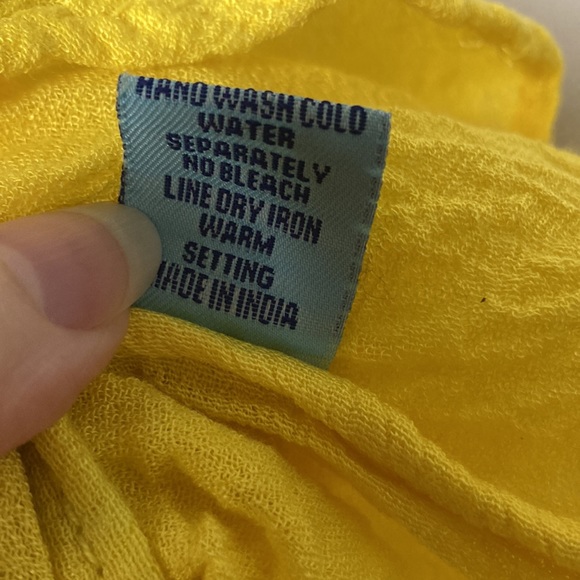 HAND WASH COLD
WATER
SEPARATELY
NO BLEACH
LINE DRY IRON
WARM
SETTING
MADE IN INDIA